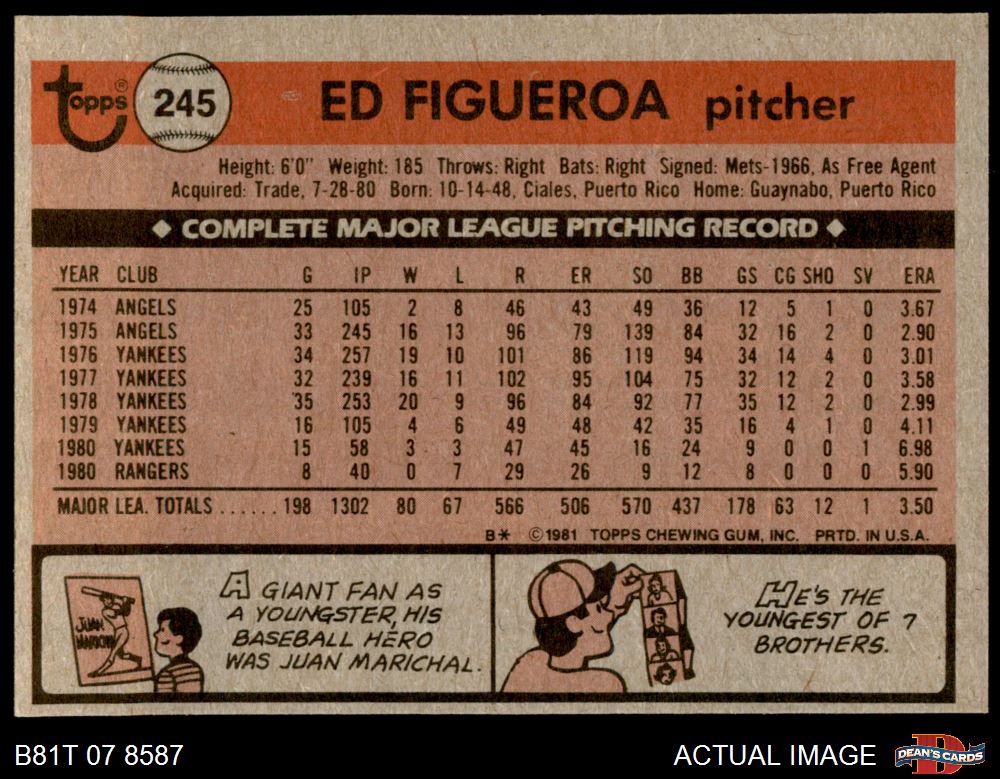 topps®
245
ED FIGUEROA pitcher
Height: 6'0" Weight: 185 Throws: Right Bats: Right Signed: Mets-1966, As Free Agent
Acquired: Trade, 7-28-80 Born: 10-14-48, Ciales, Puerto Rico Home: Guaynabo, Puerto Rico
◆ COMPLETE MAJOR LEAGUE PITCHING RECORD ◆
YEAR CLUB G IP W L R ER SO BB GS CG SHO SV ERA
1974 ANGELS 25 105 2 8 46 43 49 36 12 5 1 0 3.67
1975 ANGELS 33 245 16 13 96 79 139 84 32 16 2 0 2.90
1976 YANKEES 34 257 19 10 101 86 119 94 34 14 4 0 3.01
1977 YANKEES 32 239 16 11 102 95 104 75 32 12 2 0 3.58
1978 YANKEES 35 253 20 9 96 84 92 77 35 12 2 0 2.99
1979 YANKEES 16 105 4 6 49 48 42 35 16 4 1 0 4.11
1980 YANKEES 15 58 3 3 47 45 16 24 9 0 0 1 6.98
1980 RANGERS 8 40 0 7 29 26 9 12 8 0 0 0 5.90
MAJOR LEA. TOTALS ...... 198 1302 80 67 566 506 570 437 178 63 12 1 3.50
B* © 1981 TOPPS CHEWING GUM, INC. PRTD. IN U.S.A.
JUAN
A GIANT FAN AS
A YOUNGSTER, HIS
BASEBALL HERO
WAS JUAN MARICHAL.
HE'S THE
YOUNGEST OF 7
BROTHERS.
B81T 07 8587
ACTUAL IMAGE
DEAN'S CARDS